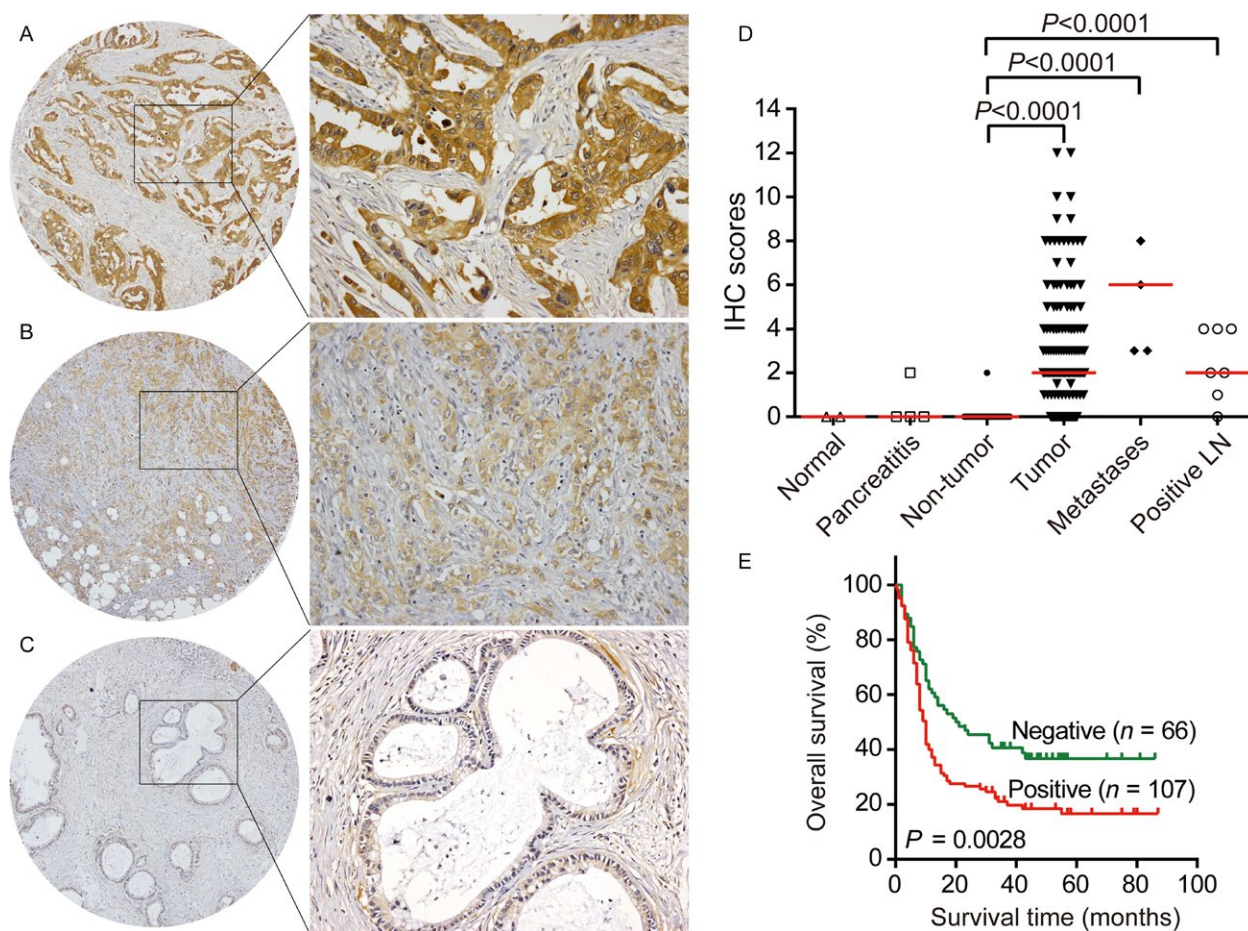 A
B
C
D
P<0.0001
P<0.0001
P<0.0001
14
12
10
8
6
4
2
0
IHC scores
Normal
Pancreatitis
Non-tumor
Tumor
Metastases
Positive LN
E
100
80
60
40
20
0
Overall survival (%)
Negative (n = 66)
Positive (n = 107)
P = 0.0028
0 20 40 60 80 100
Survival time (months)